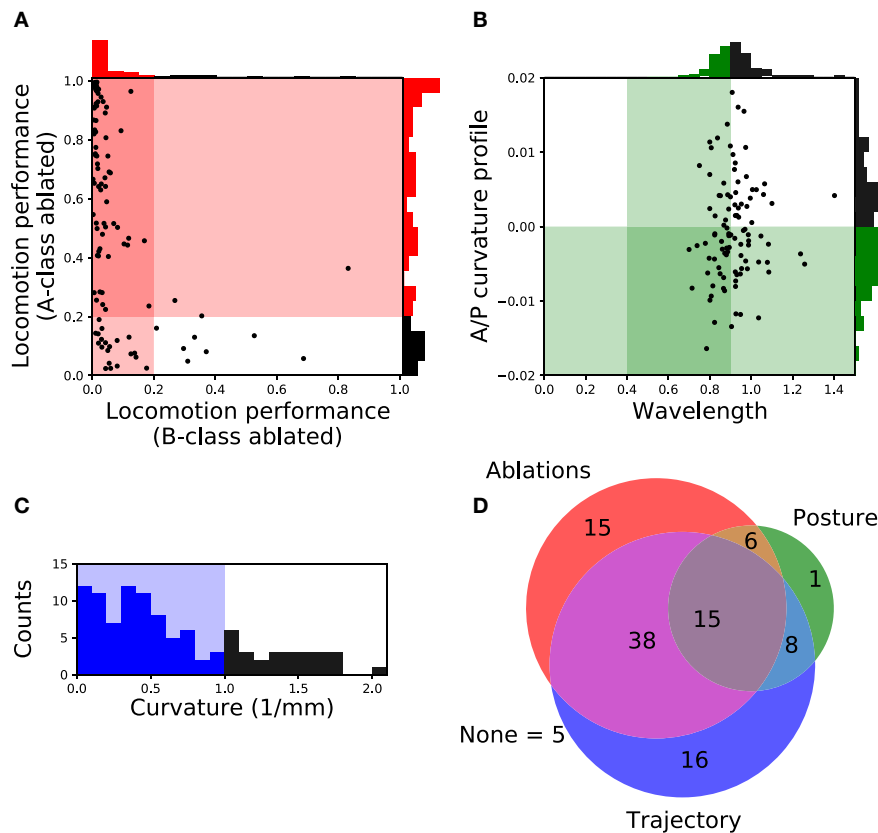 A
1.0
0.8
0.6
0.4
0.2
0.0
Locomotion performance
(A-class ablated)
0.0 0.2 0.4 0.6 0.8 1.0
Locomotion performance
(B-class ablated)
B
0.02
0.01
0.00
−0.01
−0.02
A/P curvature profile
0.0 0.2 0.4 0.6 0.8 1.0 1.2 1.4
Wavelength
C
15
10
5
0
Counts
0.0 0.5 1.0 1.5 2.0
Curvature (1/mm)
D
Ablations
Posture
15
6
1
38
15
8
None = 5
16
Trajectory